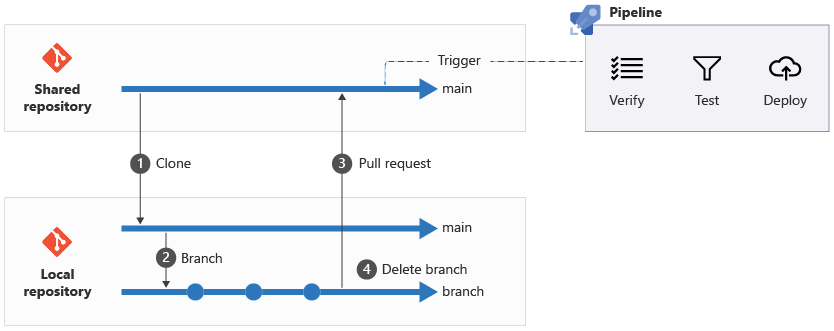 Pipeline
Trigger
Shared
repository
main
Verify
Test
Deploy
1 Clone
3 Pull request
main
2 Branch
Local
repository
4 Delete branch
branch